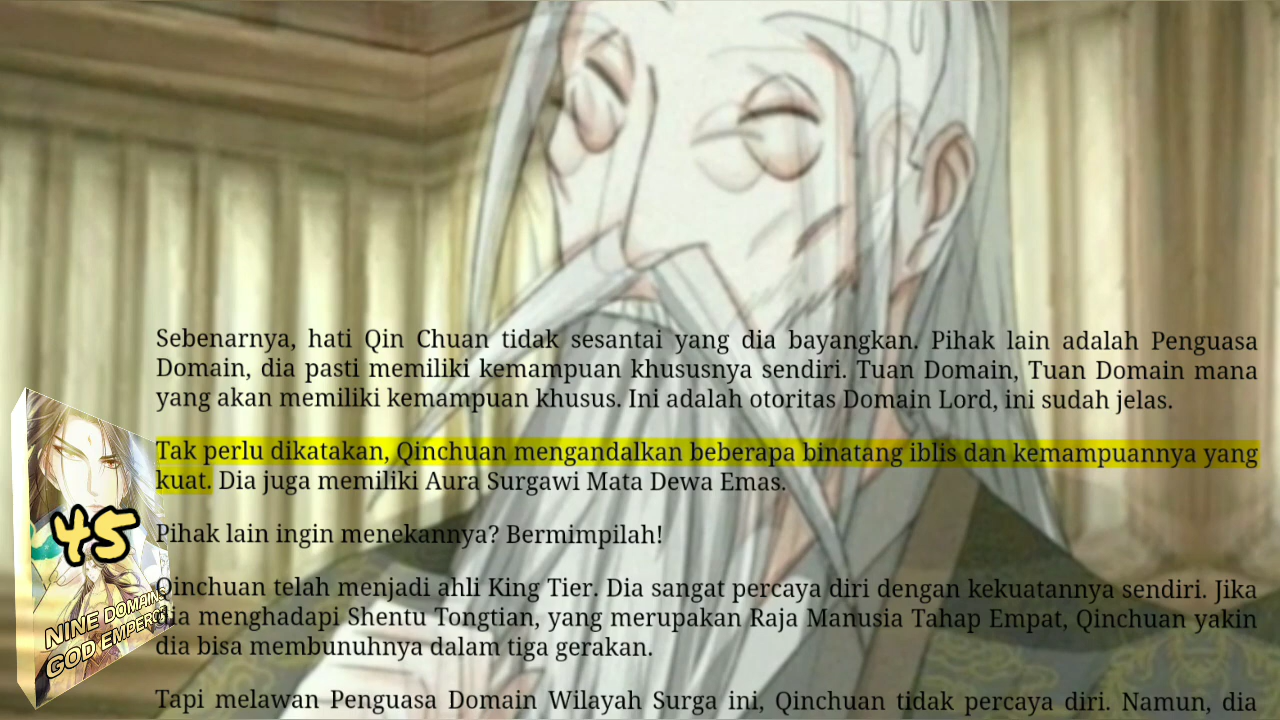 Sebenarnya, hati Qin Chuan tidak sesantai yang dia bayangkan. Pihak lain adalah Penguasa
Domain, dia pasti memiliki kemampuan khususnya sendiri. Tuan Domain, Tuan Domain mana
yang akan memiliki kemampuan khusus. Ini adalah otoritas Domain Lord, ini sudah jelas.
Tak perlu dikatakan, Qinchuan mengandalkan beberapa binatang iblis dan kemampuannya yang
kuat. Dia juga memiliki Aura Surgawi Mata Dewa Emas.
Pihak lain ingin menekannya? Bermimpilah!
Qinchuan telah menjadi ahli King Tier. Dia sangat percaya diri dengan kekuatannya sendiri. Jika
dia menghadapi Shentu Tongtian, yang merupakan Raja Manusia Tahap Empat, Qinchuan yakin
dia bisa membunuhnya dalam tiga gerakan.
Tapi melawan Penguasa Domain Wilayah Surga ini, Qinchuan tidak percaya diri. Namun, dia
45
NINE DOMAINS
GOD EMPEROR